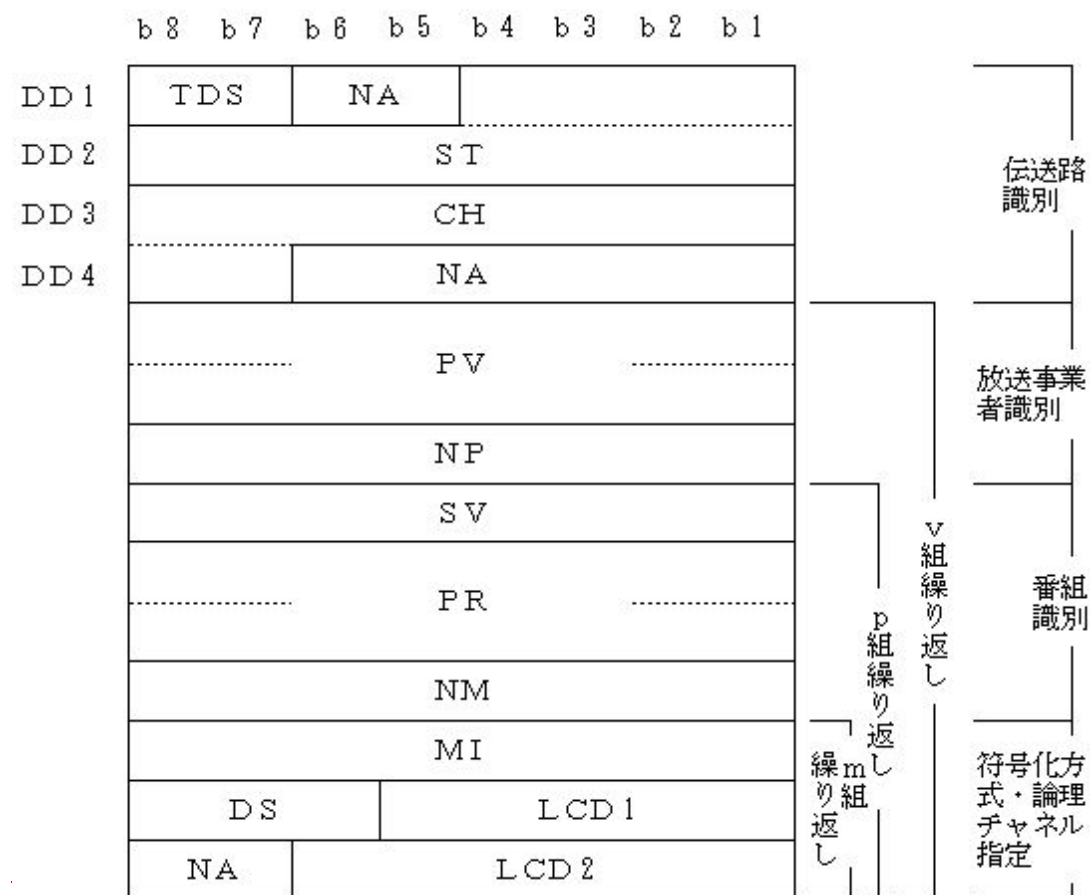 b8 b7 b6 b5 b4 b3 b2 b1
DD1 TDS NA
DD2 ST
DD3 CH
DD4 NA
伝送路
識別
PV
放送事業
者識別
NP
SV
PR
番組
識別
NM
MI
DS LCD1
NA LCD2
m組
繰り返し
p組繰り返し
v組繰り返し
符号化方
式・論理
チャネル
指定